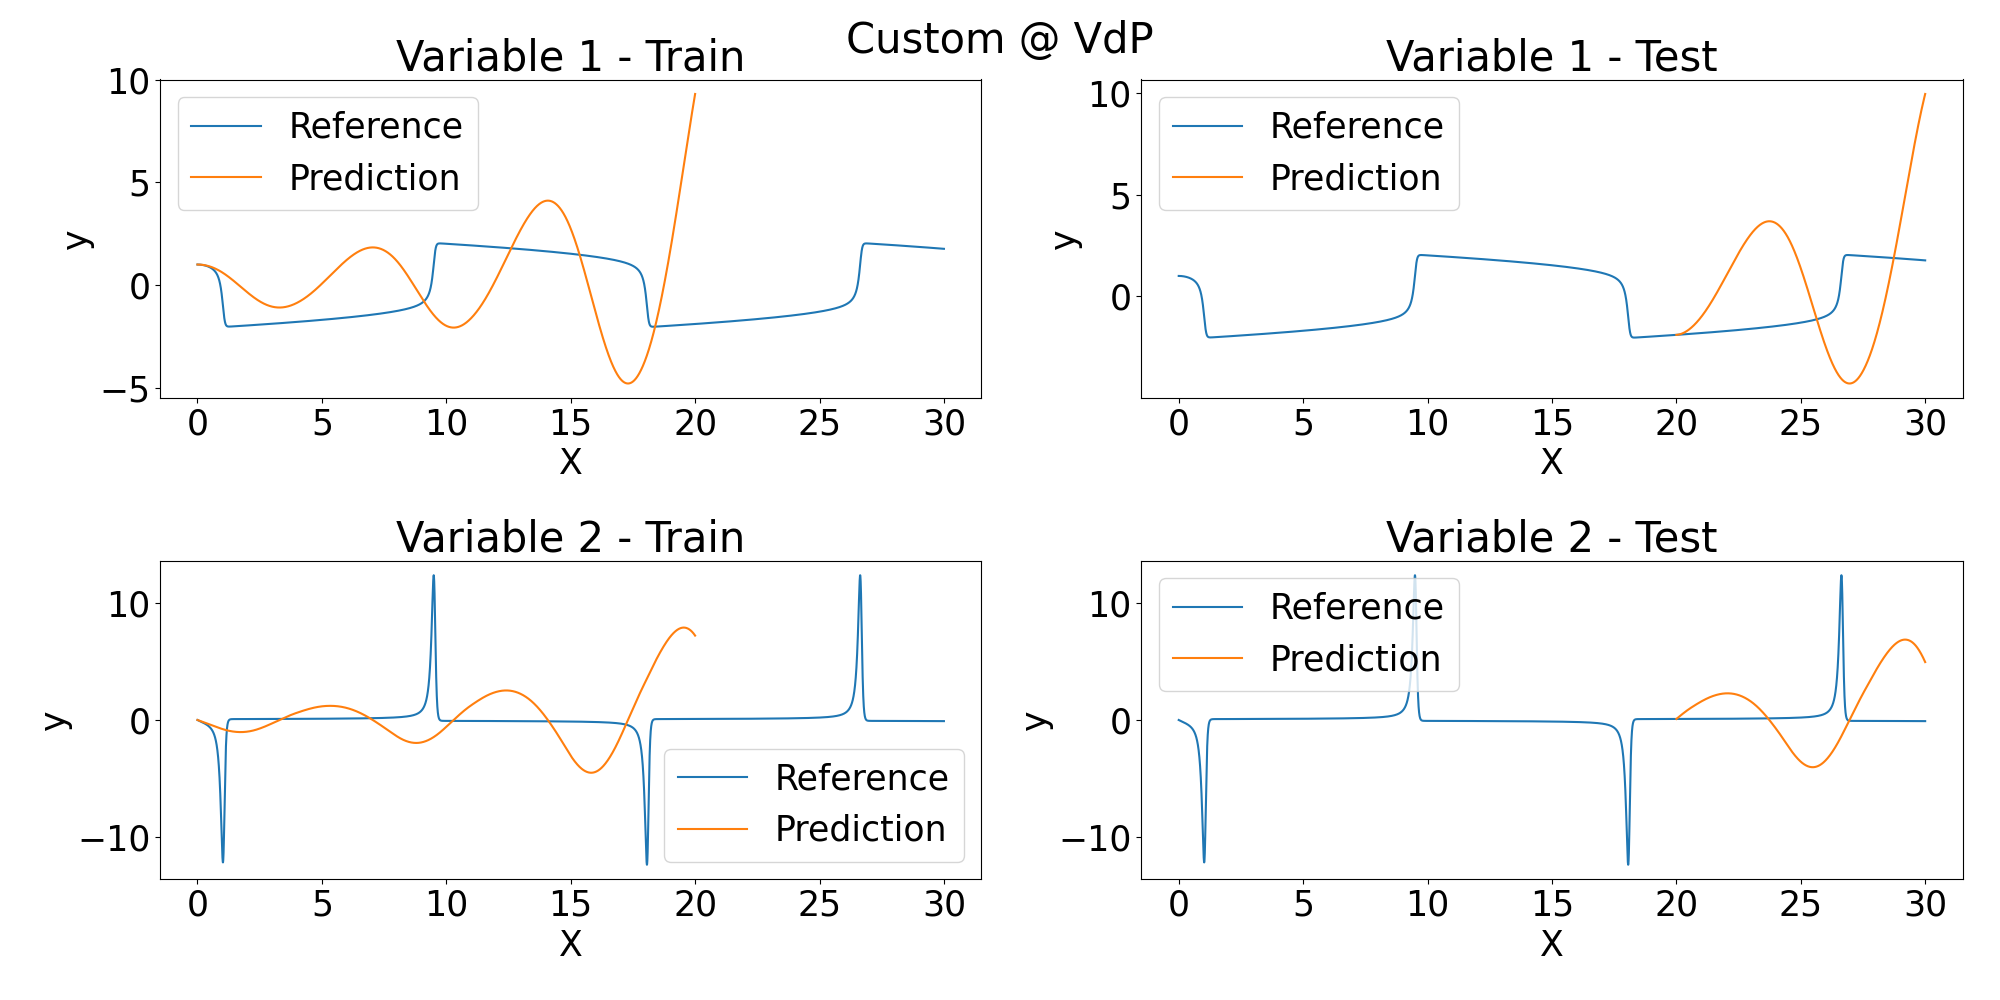 Custom @ VdP
Variable 1 - Train
10
5
0
−5
y
Reference
Prediction
0 5 10 15 20 25 30
X
Variable 1 - Test
10
5
0
y
Reference
Prediction
0 5 10 15 20 25 30
X
Variable 2 - Train
10
0
−10
y
Reference
Prediction
0 5 10 15 20 25 30
X
Variable 2 - Test
10
0
−10
y
Reference
Prediction
0 5 10 15 20 25 30
X